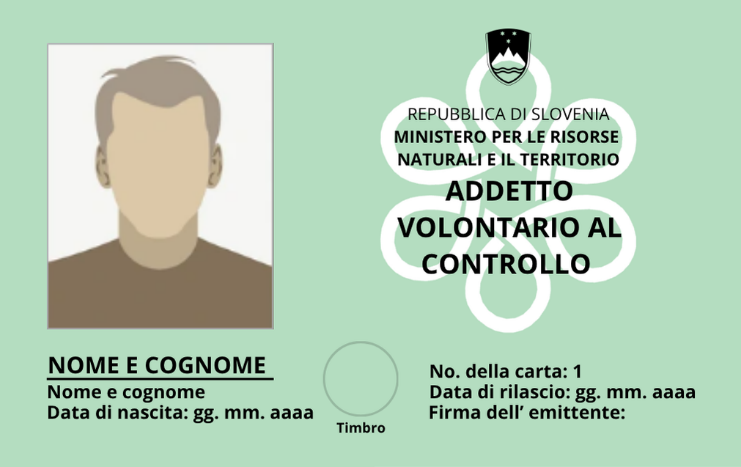 REPUBBLICA DI SLOVENIA
MINISTERO PER LE RISORSE
NATURALI E IL TERRITORIO
ADDETTO
VOLONTARIO AL
CONTROLLO
NOME E COGNOME
Nome e cognome
Data di nascita: gg. mm. aaaa
Timbro
No. della carta: 1
Data di rilascio: gg. mm. aaaa
Firma dell’ emittente: